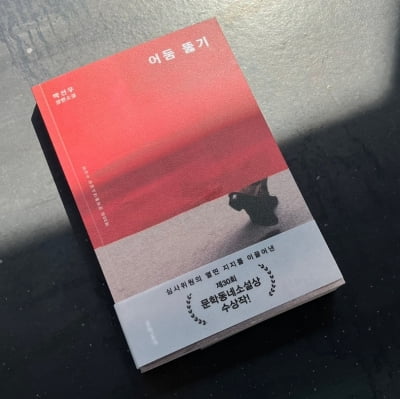 어둠 뚫기
박선우
장편소설
심사위원의 열띤 지지를 이끌어낸
제30회
문학동네소설상
수상작!